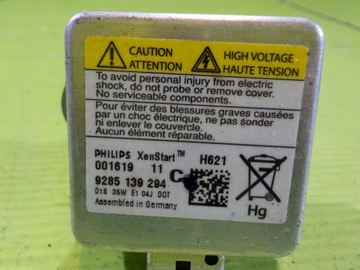 CAUTION
ATTENTION
HIGH VOLTAGE
HAUTE TENSION
To avoid personal injury from electric
shock, do not probe or remove cover.
No serviceable components.
Pour éviter des blessures graves causées
par un choc électrique, ne pas sonder
ni enlever le couvercle.
Aucun élément réparable.
PHILIPS XenStart™ H621
001619 11
9285 139 294
D1S 35W E1 04J DOT
Assembled in Germany
Hg